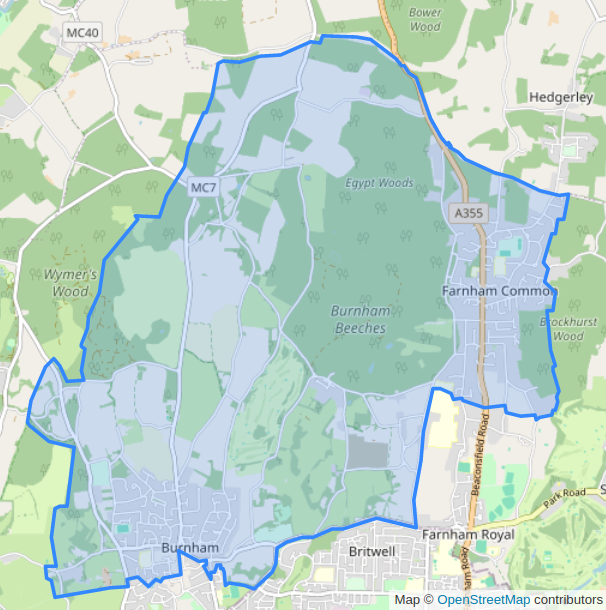 Bower
Wood
MC40
Hedgerley
MC7
Egypt Woods
A355
Wymer's
Wood
Farnham Common
Burnham
Beeches
Brockhurst
Wood
Beaconsfield Road
Park Road
S
Farnham Royal
Burnham
Britwell
Map © OpenStreetMap contributors